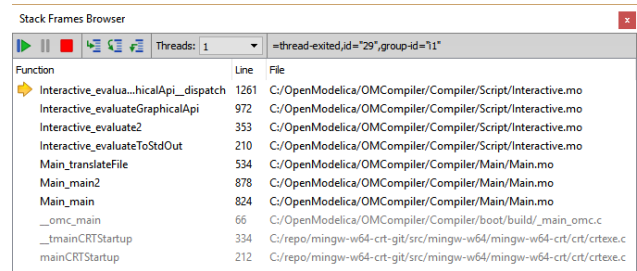 Stack Frames Browser
x
Threads: 1 =thread-exited,id="29",group-id="i1"
Function Line File
Interactive_evalua...hicalApi__dispatch 1261 C:/OpenModelica/OMCompiler/Compiler/Script/Interactive.mo
Interactive_evaluateGraphicalApi 972 C:/OpenModelica/OMCompiler/Compiler/Script/Interactive.mo
Interactive_evaluate2 353 C:/OpenModelica/OMCompiler/Compiler/Script/Interactive.mo
Interactive_evaluateToStdOut 210 C:/OpenModelica/OMCompiler/Compiler/Script/Interactive.mo
Main_translateFile 534 C:/OpenModelica/OMCompiler/Compiler/Main/Main.mo
Main_main2 878 C:/OpenModelica/OMCompiler/Compiler/Main/Main.mo
Main_main 824 C:/OpenModelica/OMCompiler/Compiler/Main/Main.mo
__omc_main 66 C:/OpenModelica/OMCompiler/Compiler/boot/build/_main_omc.c
__tmainCRTStartup 334 C:/repo/mingw-w64-crt-git/src/mingw-w64/mingw-w64-crt/crt/crtexe.c
mainCRTStartup 212 C:/repo/mingw-w64-crt-git/src/mingw-w64/mingw-w64-crt/crt/crtexe.c